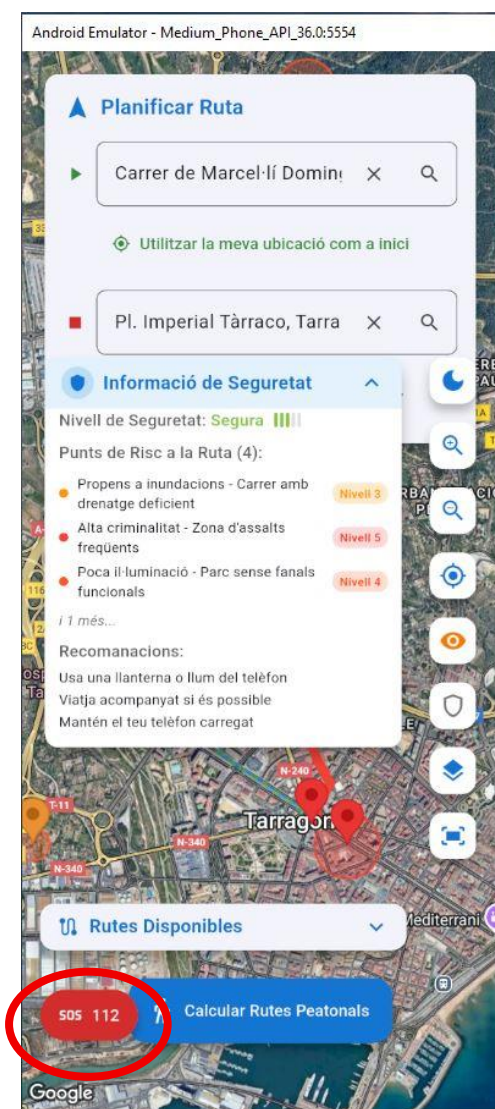 Android Emulator - Medium_Phone_API_36.0:5554
Planificar Ruta
Carrer de Marcel·lí Doming
Utilitzar la meva ubicació com a inici
Pl. Imperial Tàrraco, Tarra
Informació de Seguretat
Nivell de Seguretat: Segura
Punts de Risc a la Ruta (4):
Propens a inundacions - Carrer amb
drenatge deficient
Nivell 3
Alta criminalitat - Zona d'assalts
freqüents
Nivell 5
Poca il·luminació - Parc sense fanals
funcionals
Nivell 4
i 1 més...
Recomanacions:
Usa una llanterna o llum del telèfon
Viatja acompanyat si és possible
Mantén el teu telèfon carregat
N-240
T-11
Tarragon
N-340
N-340
Rutes Disponibles
Mediterrani
SOS 112
Calcular Rutes Peatonals
Google